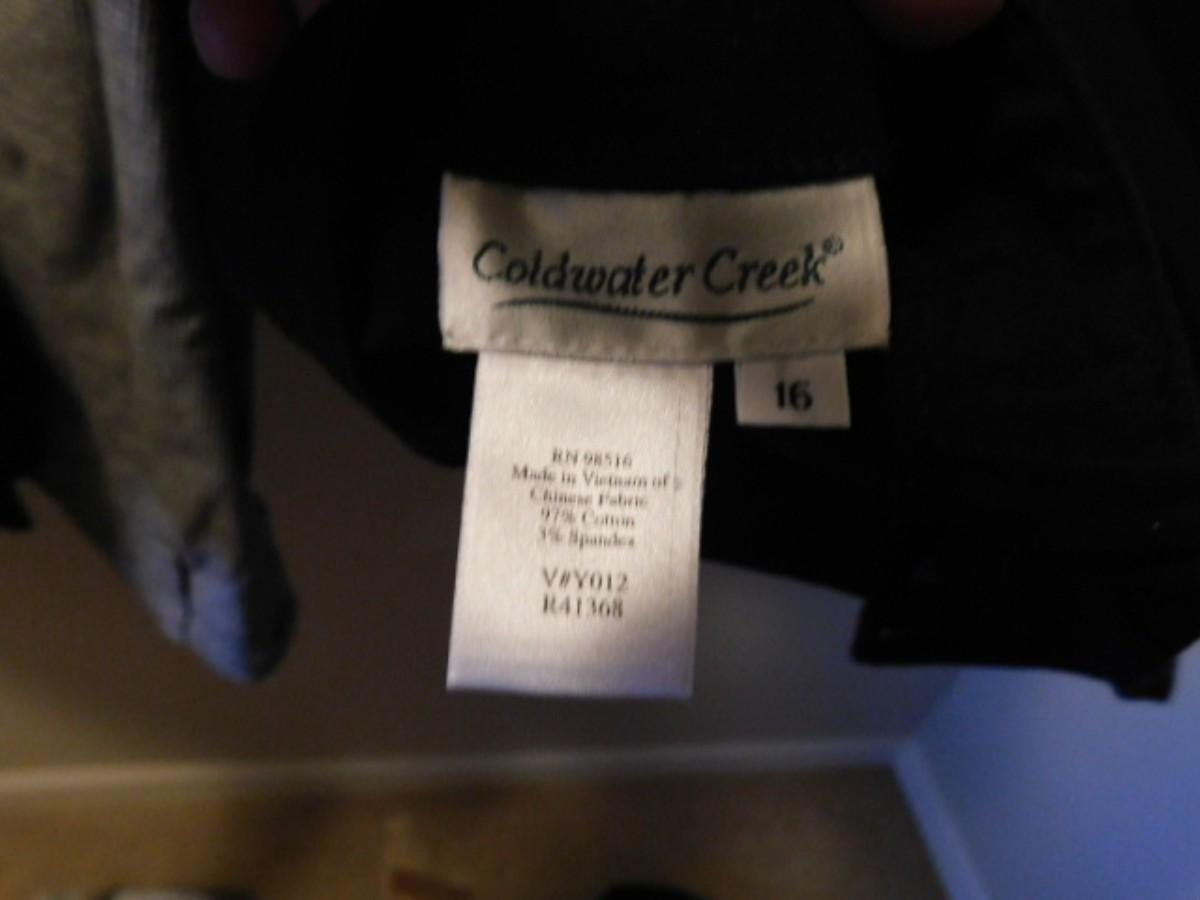 Coldwater Creek®
16
RN 98516
Made in Vietnam of
Chinese Fabric
97% Cotton
3% Spandex
V#Y012
R41368